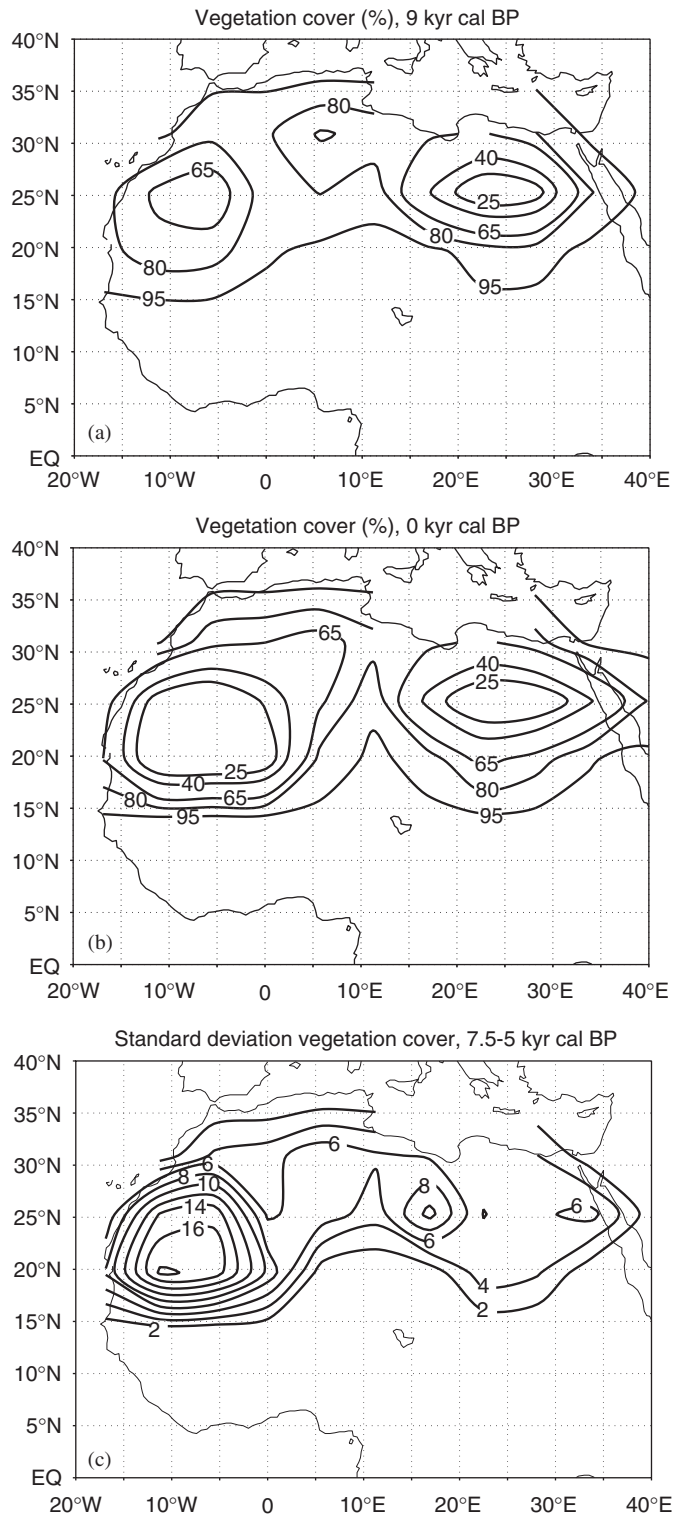 Vegetation cover (%), 9 kyr cal BP
40°N
35°N
80
30°N
65
40
25°N
25
20°N
80
65
80
15°N
95
95
10°N
5°N
(a)
EQ
20°W 10°W 0 10°E 20°E 30°E 40°E
Vegetation cover (%), 0 kyr cal BP
40°N
35°N
30°N
65
40
25°N
25
20°N
25
65
40
80
65
80
15°N
95
95
10°N
5°N
(b)
EQ
20°W 10°W 0 10°E 20°E 30°E 40°E
Standard deviation vegetation cover, 7.5-5 kyr cal BP
40°N
35°N
6
30°N
6
8
10
8
25°N
14
6
16
6
20°N
4
2
15°N
2
10°N
5°N
(c)
EQ
20°W 10°W 0 10°E 20°E 30°E 40°E